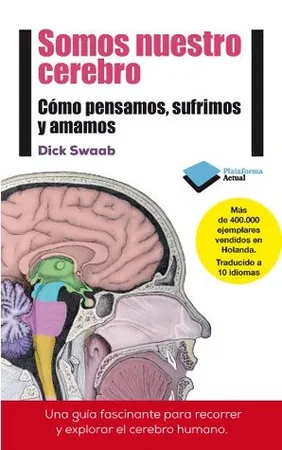 Somos nuestro
cerebro
Cómo pensamos, sufrimos
y amamos
Dick Swaab
Plataforma
Actual
Más
de 400.000
ejemplares
vendidos en
Holanda.
Traducido a
10 idiomas
Una guía fascinante para recorrer
y explorar el cerebro humano.